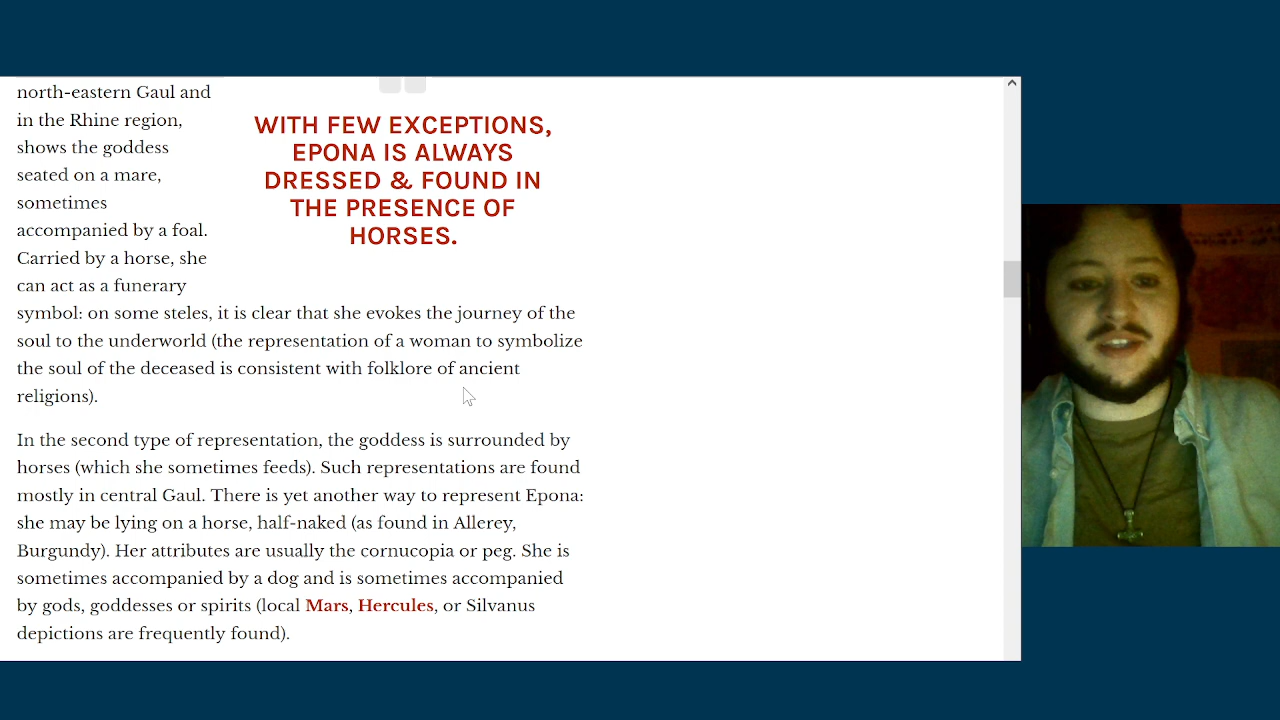 north-eastern Gaul and
in the Rhine region,
shows the goddess
seated on a mare,
sometimes
accompanied by a foal.
Carried by a horse, she
can act as a funerary
WITH FEW EXCEPTIONS,
EPONA IS ALWAYS
DRESSED & FOUND IN
THE PRESENCE OF
HORSES.
symbol: on some steles, it is clear that she evokes the journey of the
soul to the underworld (the representation of a woman to symbolize
the soul of the deceased is consistent with folklore of ancient
religions).
In the second type of representation, the goddess is surrounded by
horses (which she sometimes feeds). Such representations are found
mostly in central Gaul. There is yet another way to represent Epona:
she may be lying on a horse, half-naked (as found in Allerey,
Burgundy). Her attributes are usually the cornucopia or peg. She is
sometimes accompanied by a dog and is sometimes accompanied
by gods, goddesses or spirits (local Mars, Hercules, or Silvanus
depictions are frequently found).